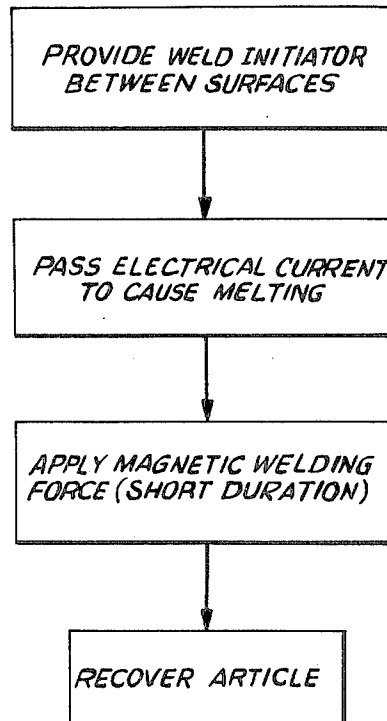 PROVIDE WELD INITIATOR
BETWEEN SURFACES
PASS ELECTRICAL CURRENT
TO CAUSE MELTING
APPLY MAGNETIC WELDING
FORCE (SHORT DURATION)
RECOVER ARTICLE